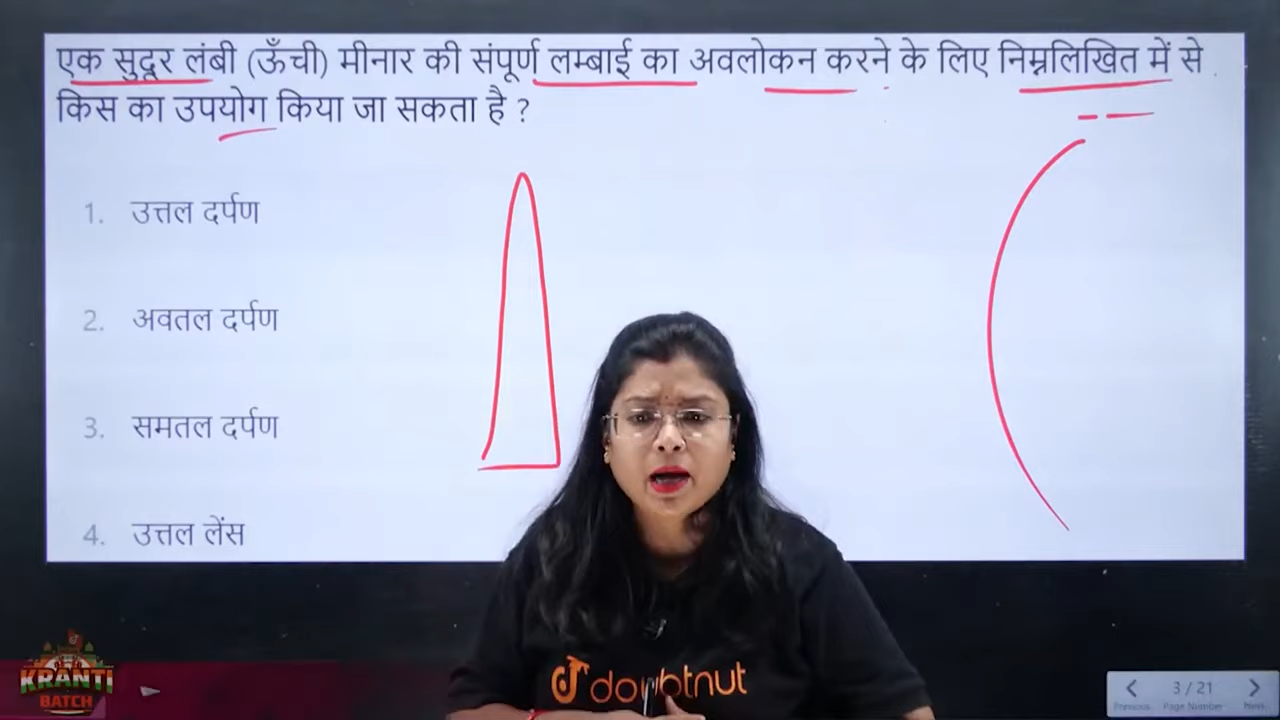 एक सुदूर लंबी (ऊँची) मीनार की संपूर्ण लम्बाई का अवलोकन करने के लिए निम्नलिखित में से
किस का उपयोग किया जा सकता है ?
1. उत्तल दर्पण
2. अवतल दर्पण
3. समतल दर्पण
4. उत्तल लेंस
doubtnut
KRANTI
BATCH
3 / 21
Previous Page Number Next